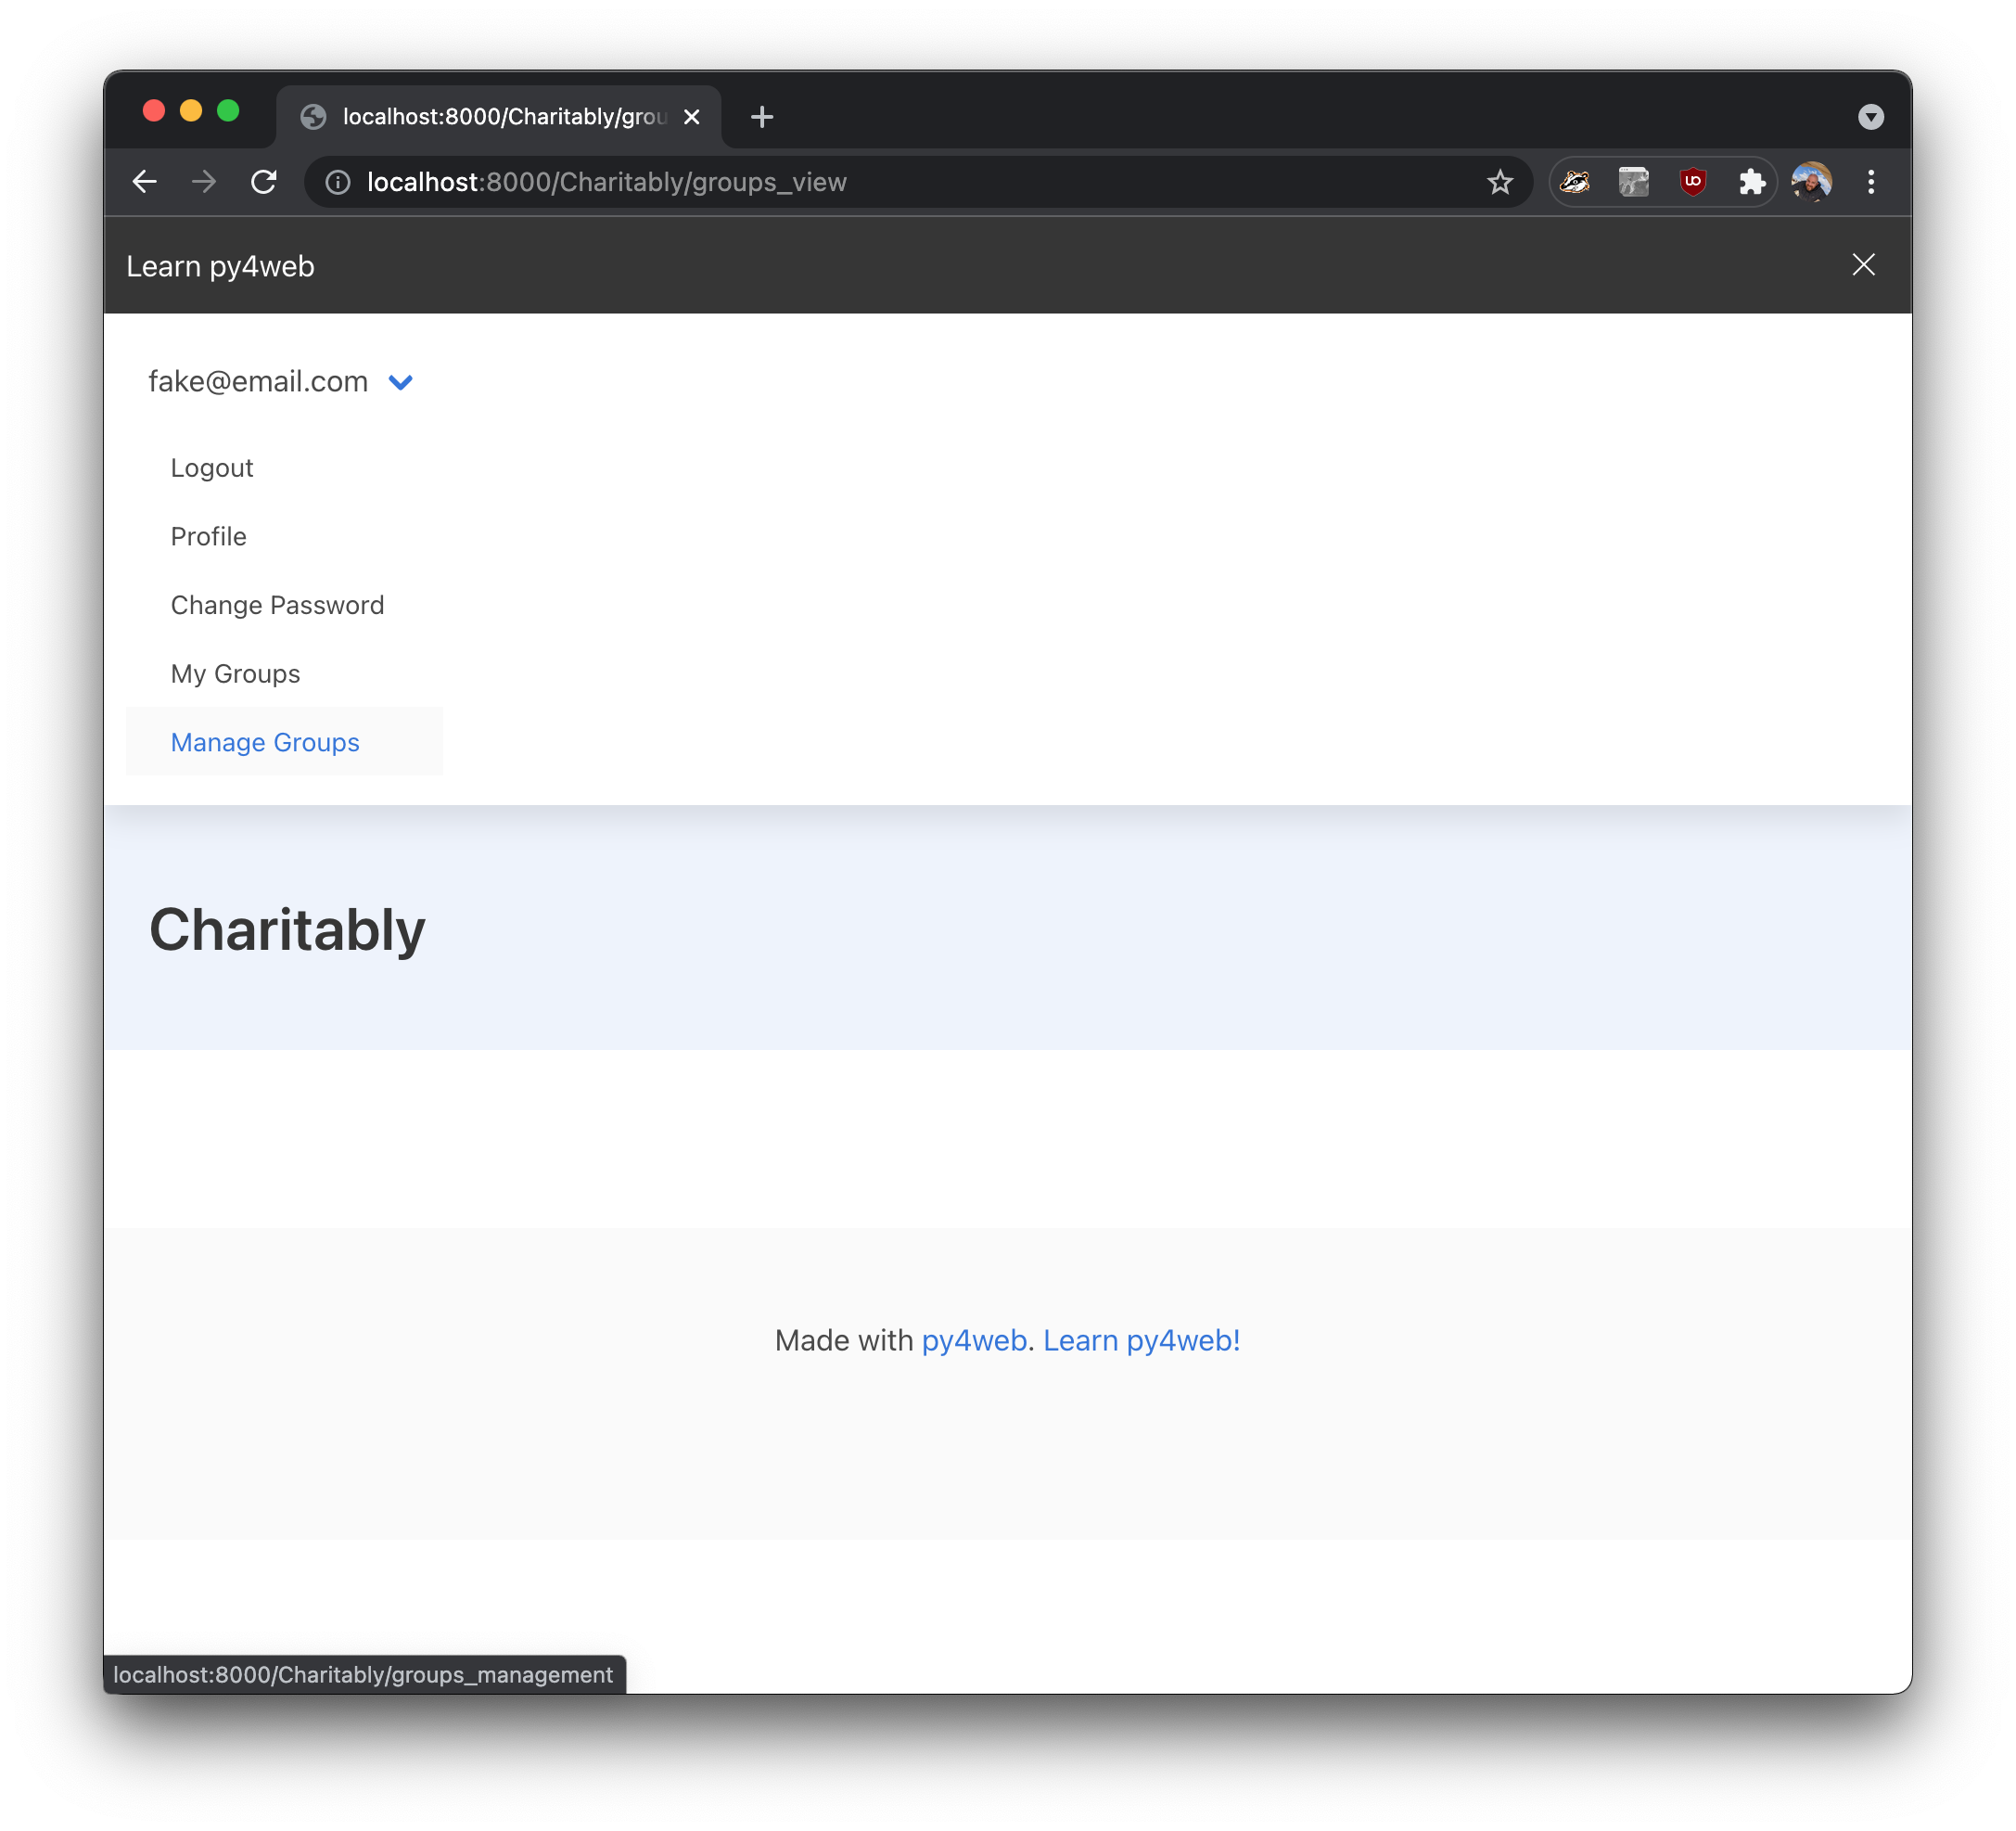 localhost:8000/Charitably/grou
localhost:8000/Charitably/groups_view
Learn py4web
fake@email.com
Logout
Profile
Change Password
My Groups
Manage Groups
Charitably
Made with py4web. Learn py4web!
localhost:8000/Charitably/groups_management